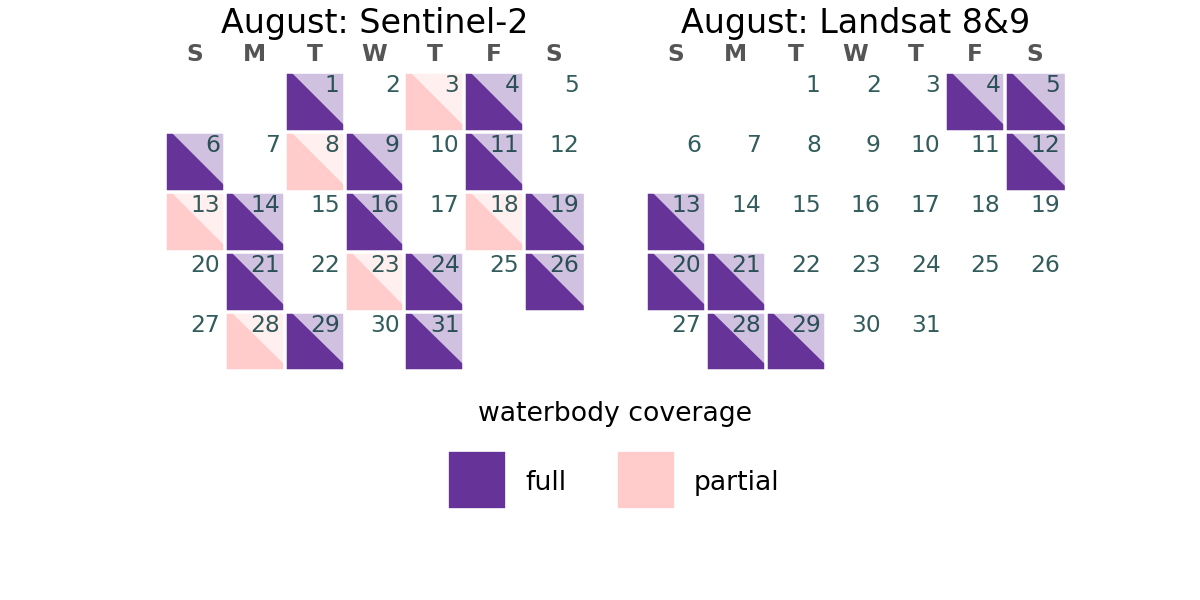 August: Sentinel-2
S M T W T F S
1 2 3 4 5
6 7 8 9 10 11 12
13 14 15 16 17 18 19
20 21 22 23 24 25 26
27 28 29 30 31
August: Landsat 8&9
S M T W T F S
1 2 3 4 5
6 7 8 9 10 11 12
13 14 15 16 17 18 19
20 21 22 23 24 25 26
27 28 29 30 31
waterbody coverage
full
partial